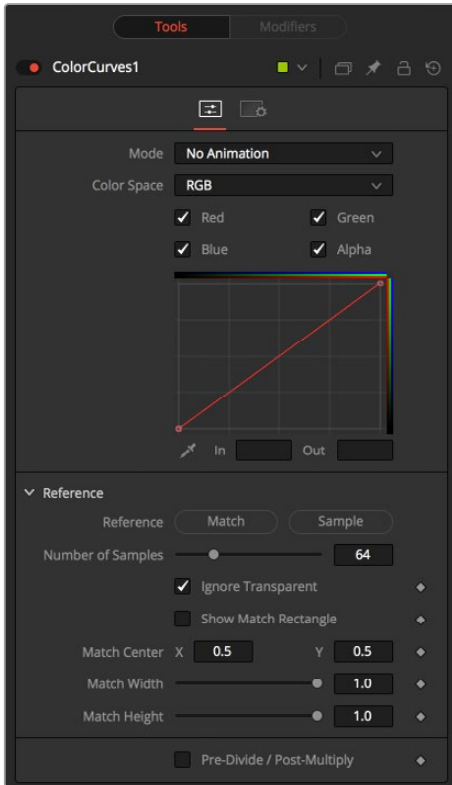 Tools Modifiers
ColorCurves1
Mode No Animation
Color Space RGB
Red Green
Blue Alpha
In Out
Reference
Reference Match Sample
Number of Samples 64
Ignore Transparent
Show Match Rectangle
Match Center X 0.5 Y 0.5
Match Width 1.0
Match Height 1.0
Pre-Divide / Post-Multiply